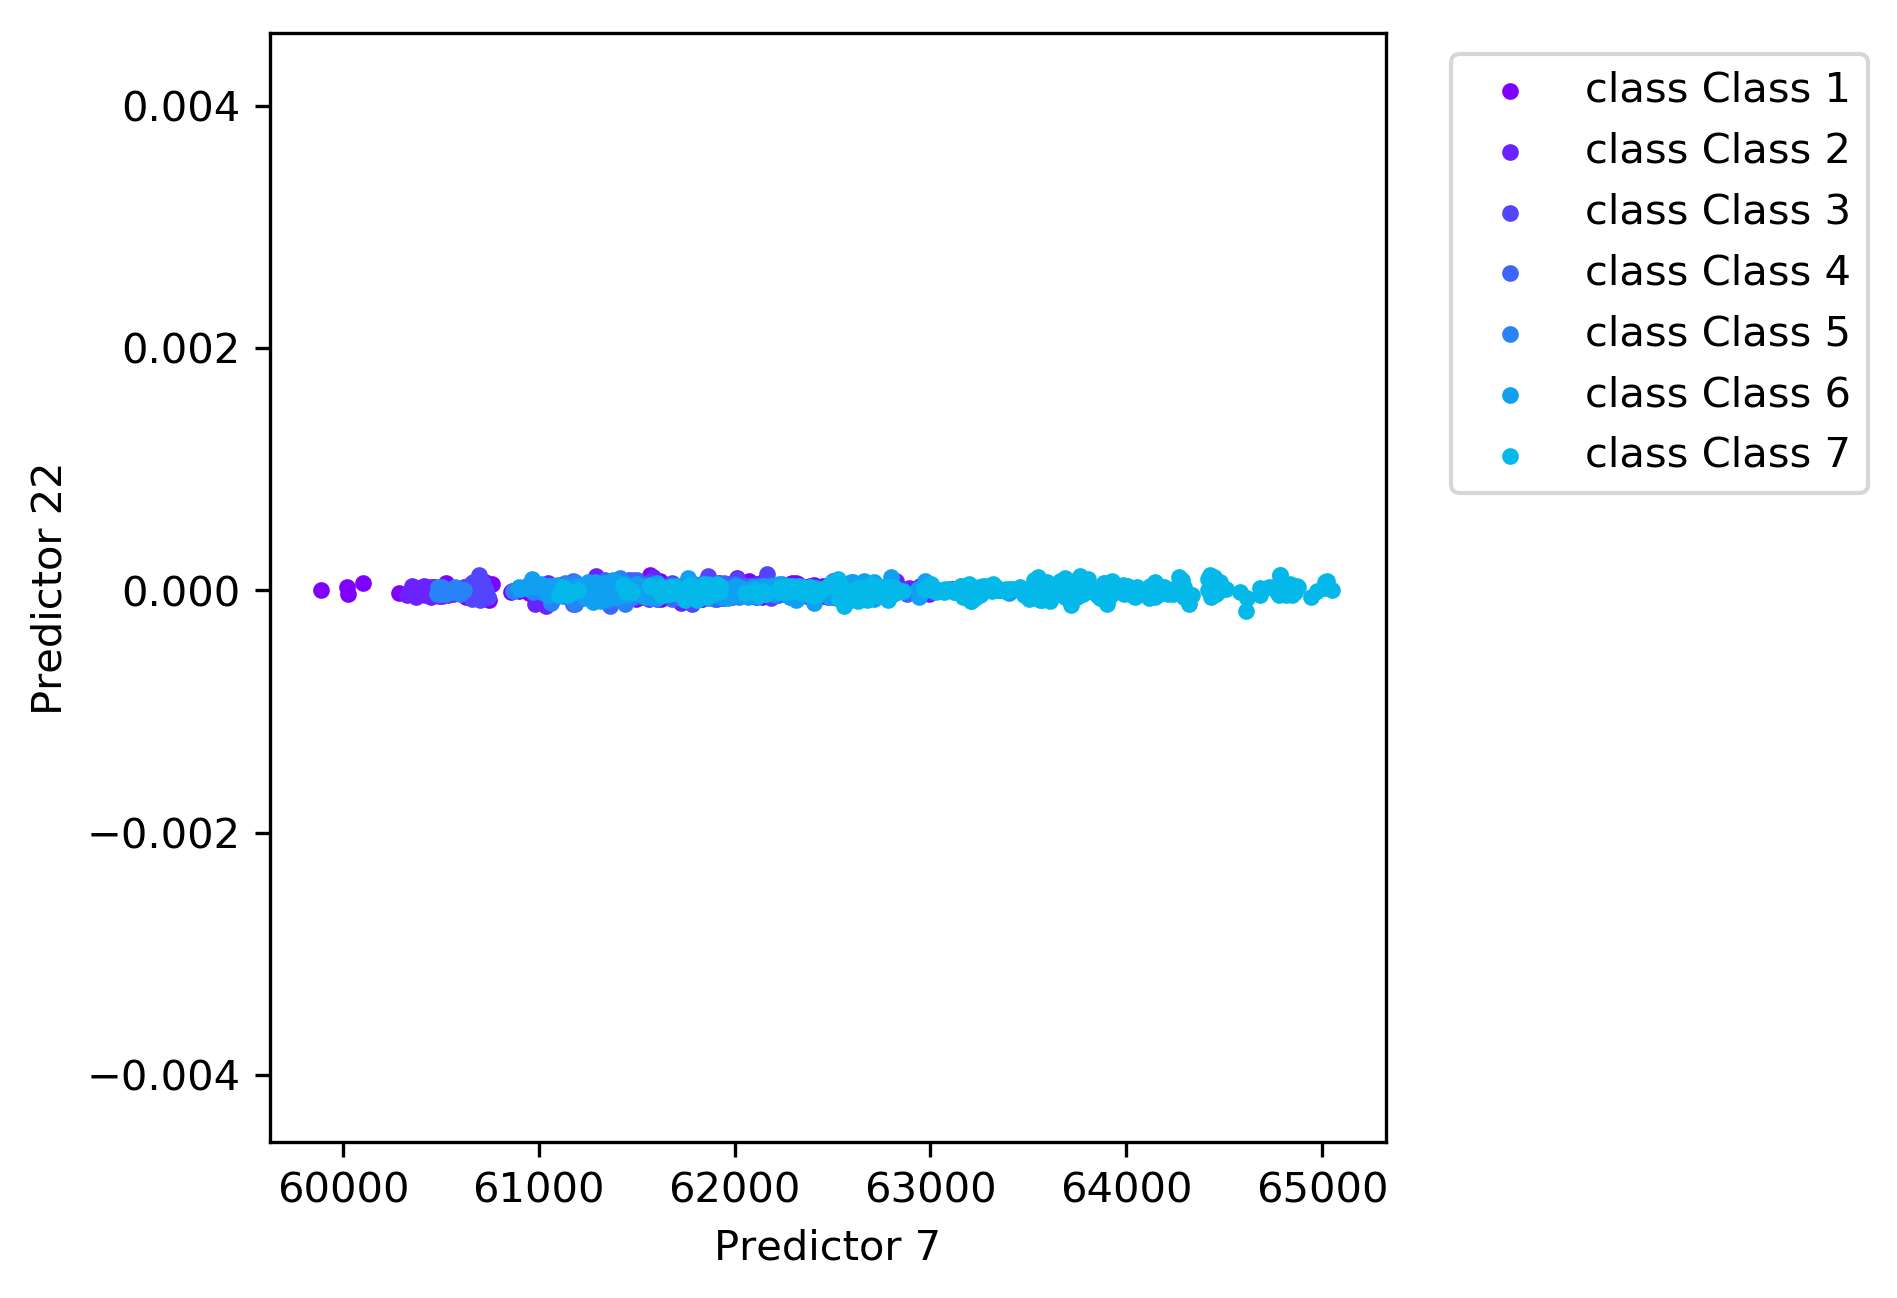 0.004
0.002
0.000
−0.002
−0.004
Predictor 22
60000 61000 62000 63000 64000 65000
Predictor 7
class Class 1
class Class 2
class Class 3
class Class 4
class Class 5
class Class 6
class Class 7